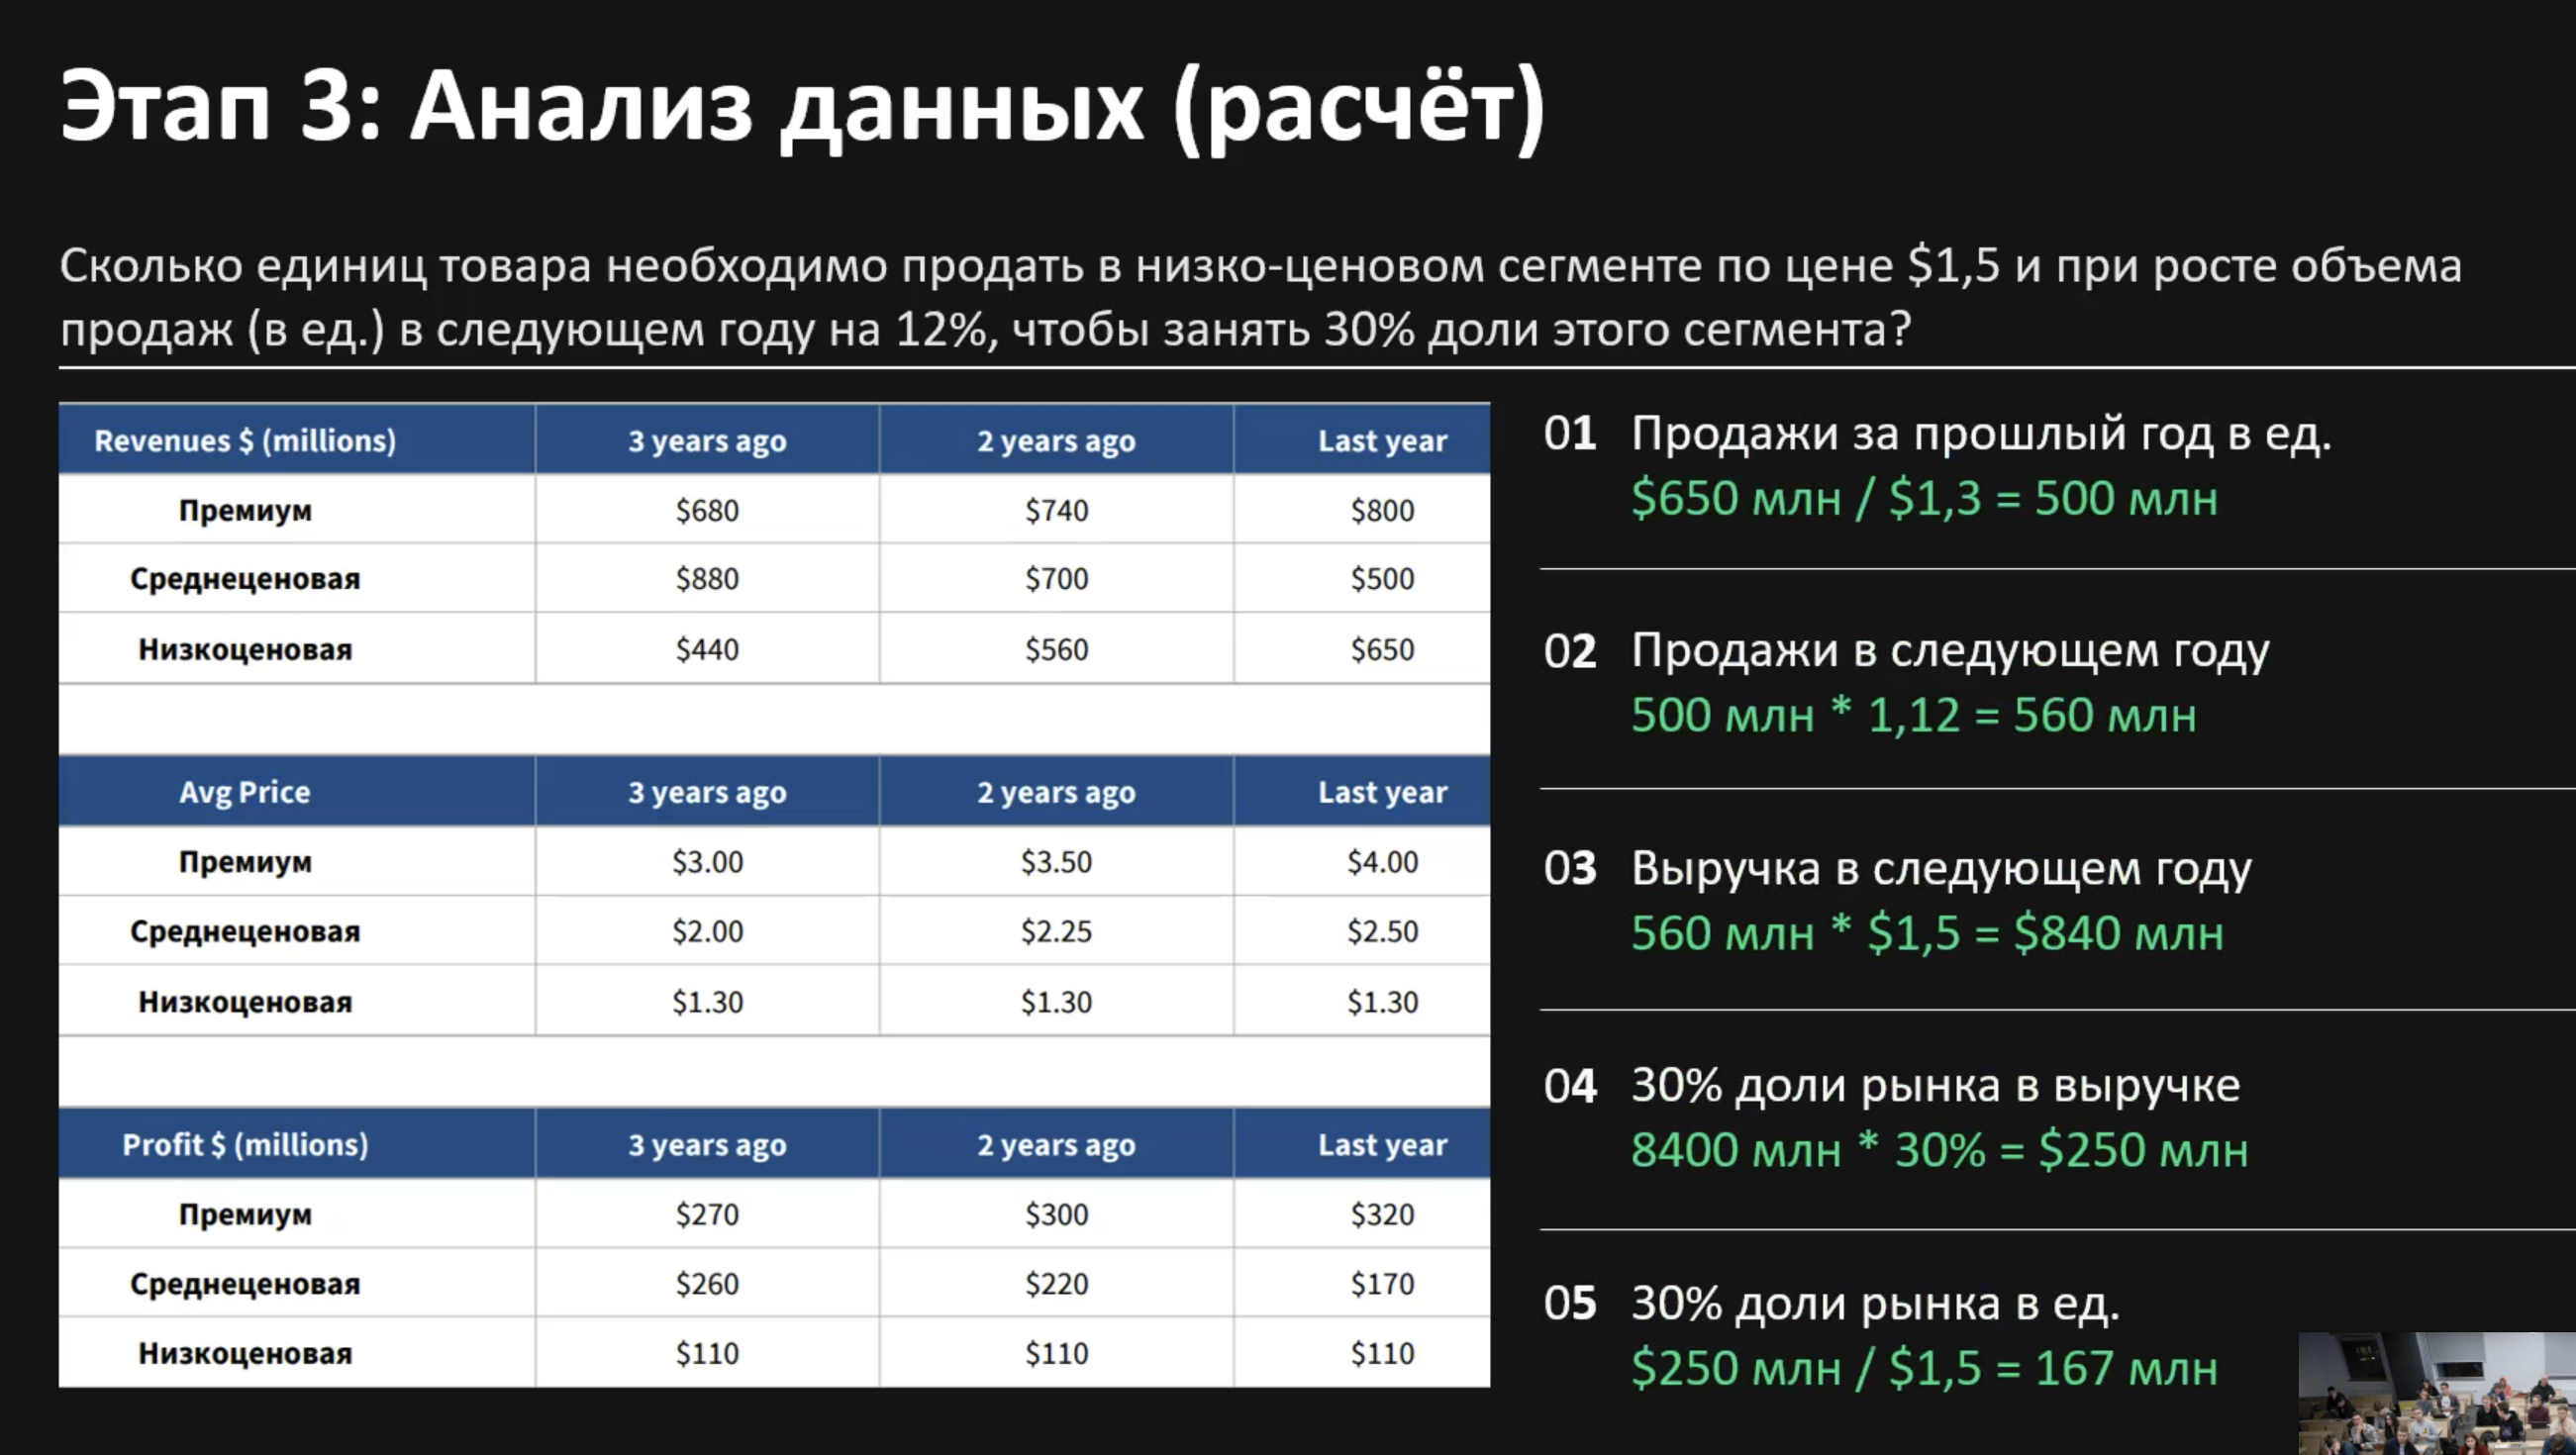 Этап 3: Анализ данных (расчёт)
Сколько единиц товара необходимо продать в низко-ценовом сегменте по цене $1,5 и при росте объема
продаж (в ед.) в следующем году на 12%, чтобы занять 30% доли этого сегмента?
Revenues $ (millions) 3 years ago 2 years ago Last year
Премиум $680 $740 $800
Среднеценовая $880 $700 $500
Низкоценовая $440 $560 $650
Avg Price 3 years ago 2 years ago Last year
Премиум $3.00 $3.50 $4.00
Среднеценовая $2.00 $2.25 $2.50
Низкоценовая $1.30 $1.30 $1.30
Profit $ (millions) 3 years ago 2 years ago Last year
Премиум $270 $300 $320
Среднеценовая $260 $220 $170
Низкоценовая $110 $110 $110
01 Продажи за прошлый год в ед.
$650 млн / $1,3 = 500 млн
02 Продажи в следующем году
500 млн * 1,12 = 560 млн
03 Выручка в следующем году
560 млн * $1,5 = $840 млн
04 30% доли рынка в выручке
8400 млн * 30% = $250 млн
05 30% доли рынка в ед.
$250 млн / $1,5 = 167 млн